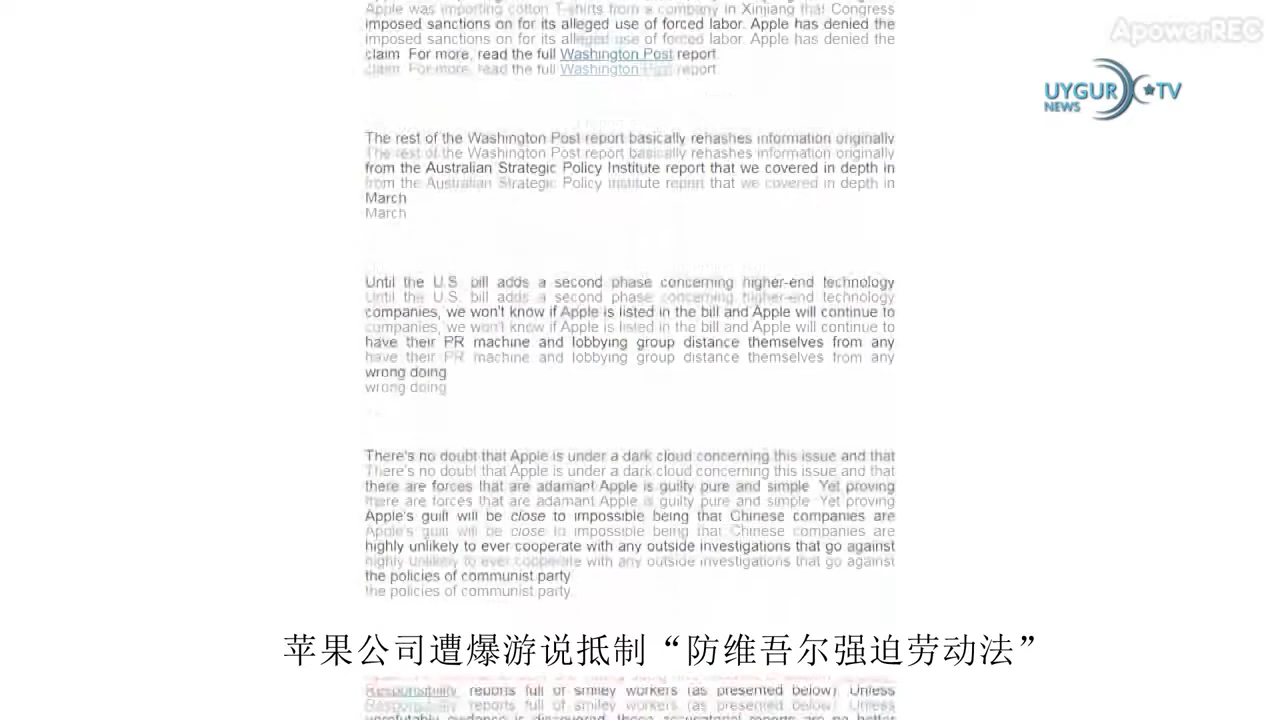 Apple was importing cotton T-shirts from a company in Xinjiang that Congress
imposed sanctions on for its alleged use of forced labor. Apple has denied the
claim. For more, read the full Washington Post report.
ApowerREC
UYGUR TV
NEWS
The rest of the Washington Post report basically rehashes information originally
from the Australian Strategic Policy Institute report that we covered in depth in
March
Until the U.S. bill adds a second phase concerning higher-end technology
companies, we won't know if Apple is listed in the bill and Apple will continue to
have their PR machine and lobbying group distance themselves from any
wrong doing
There's no doubt that Apple is under a dark cloud concerning this issue and that
there are forces that are adamant Apple is guilty pure and simple. Yet proving
Apple's guilt will be close to impossible being that Chinese companies are
highly unlikely to ever cooperate with any outside investigations that go against
the policies of communist party.
苹果公司遭爆游说抵制“防维吾尔强迫劳动法”
Responsibility reports full of smiley workers (as presented below). Unless